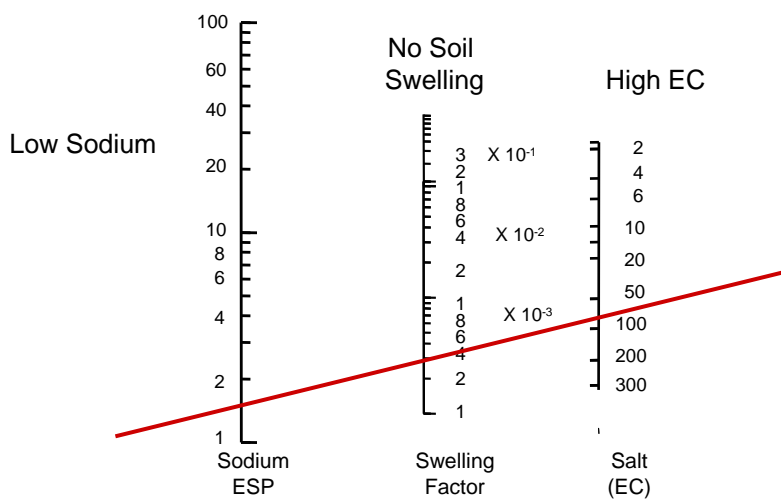 No Soil
Swelling
High EC
Low Sodium
100
60
40
20
10
8
6
4
2
1
3 X 10-1
2
1
8
6
4 X 10-2
2
1
8 X 10-3
6
4
2
1
2
4
6
10
20
50
100
200
300
Sodium
ESP
Swelling
Factor
Salt
(EC)